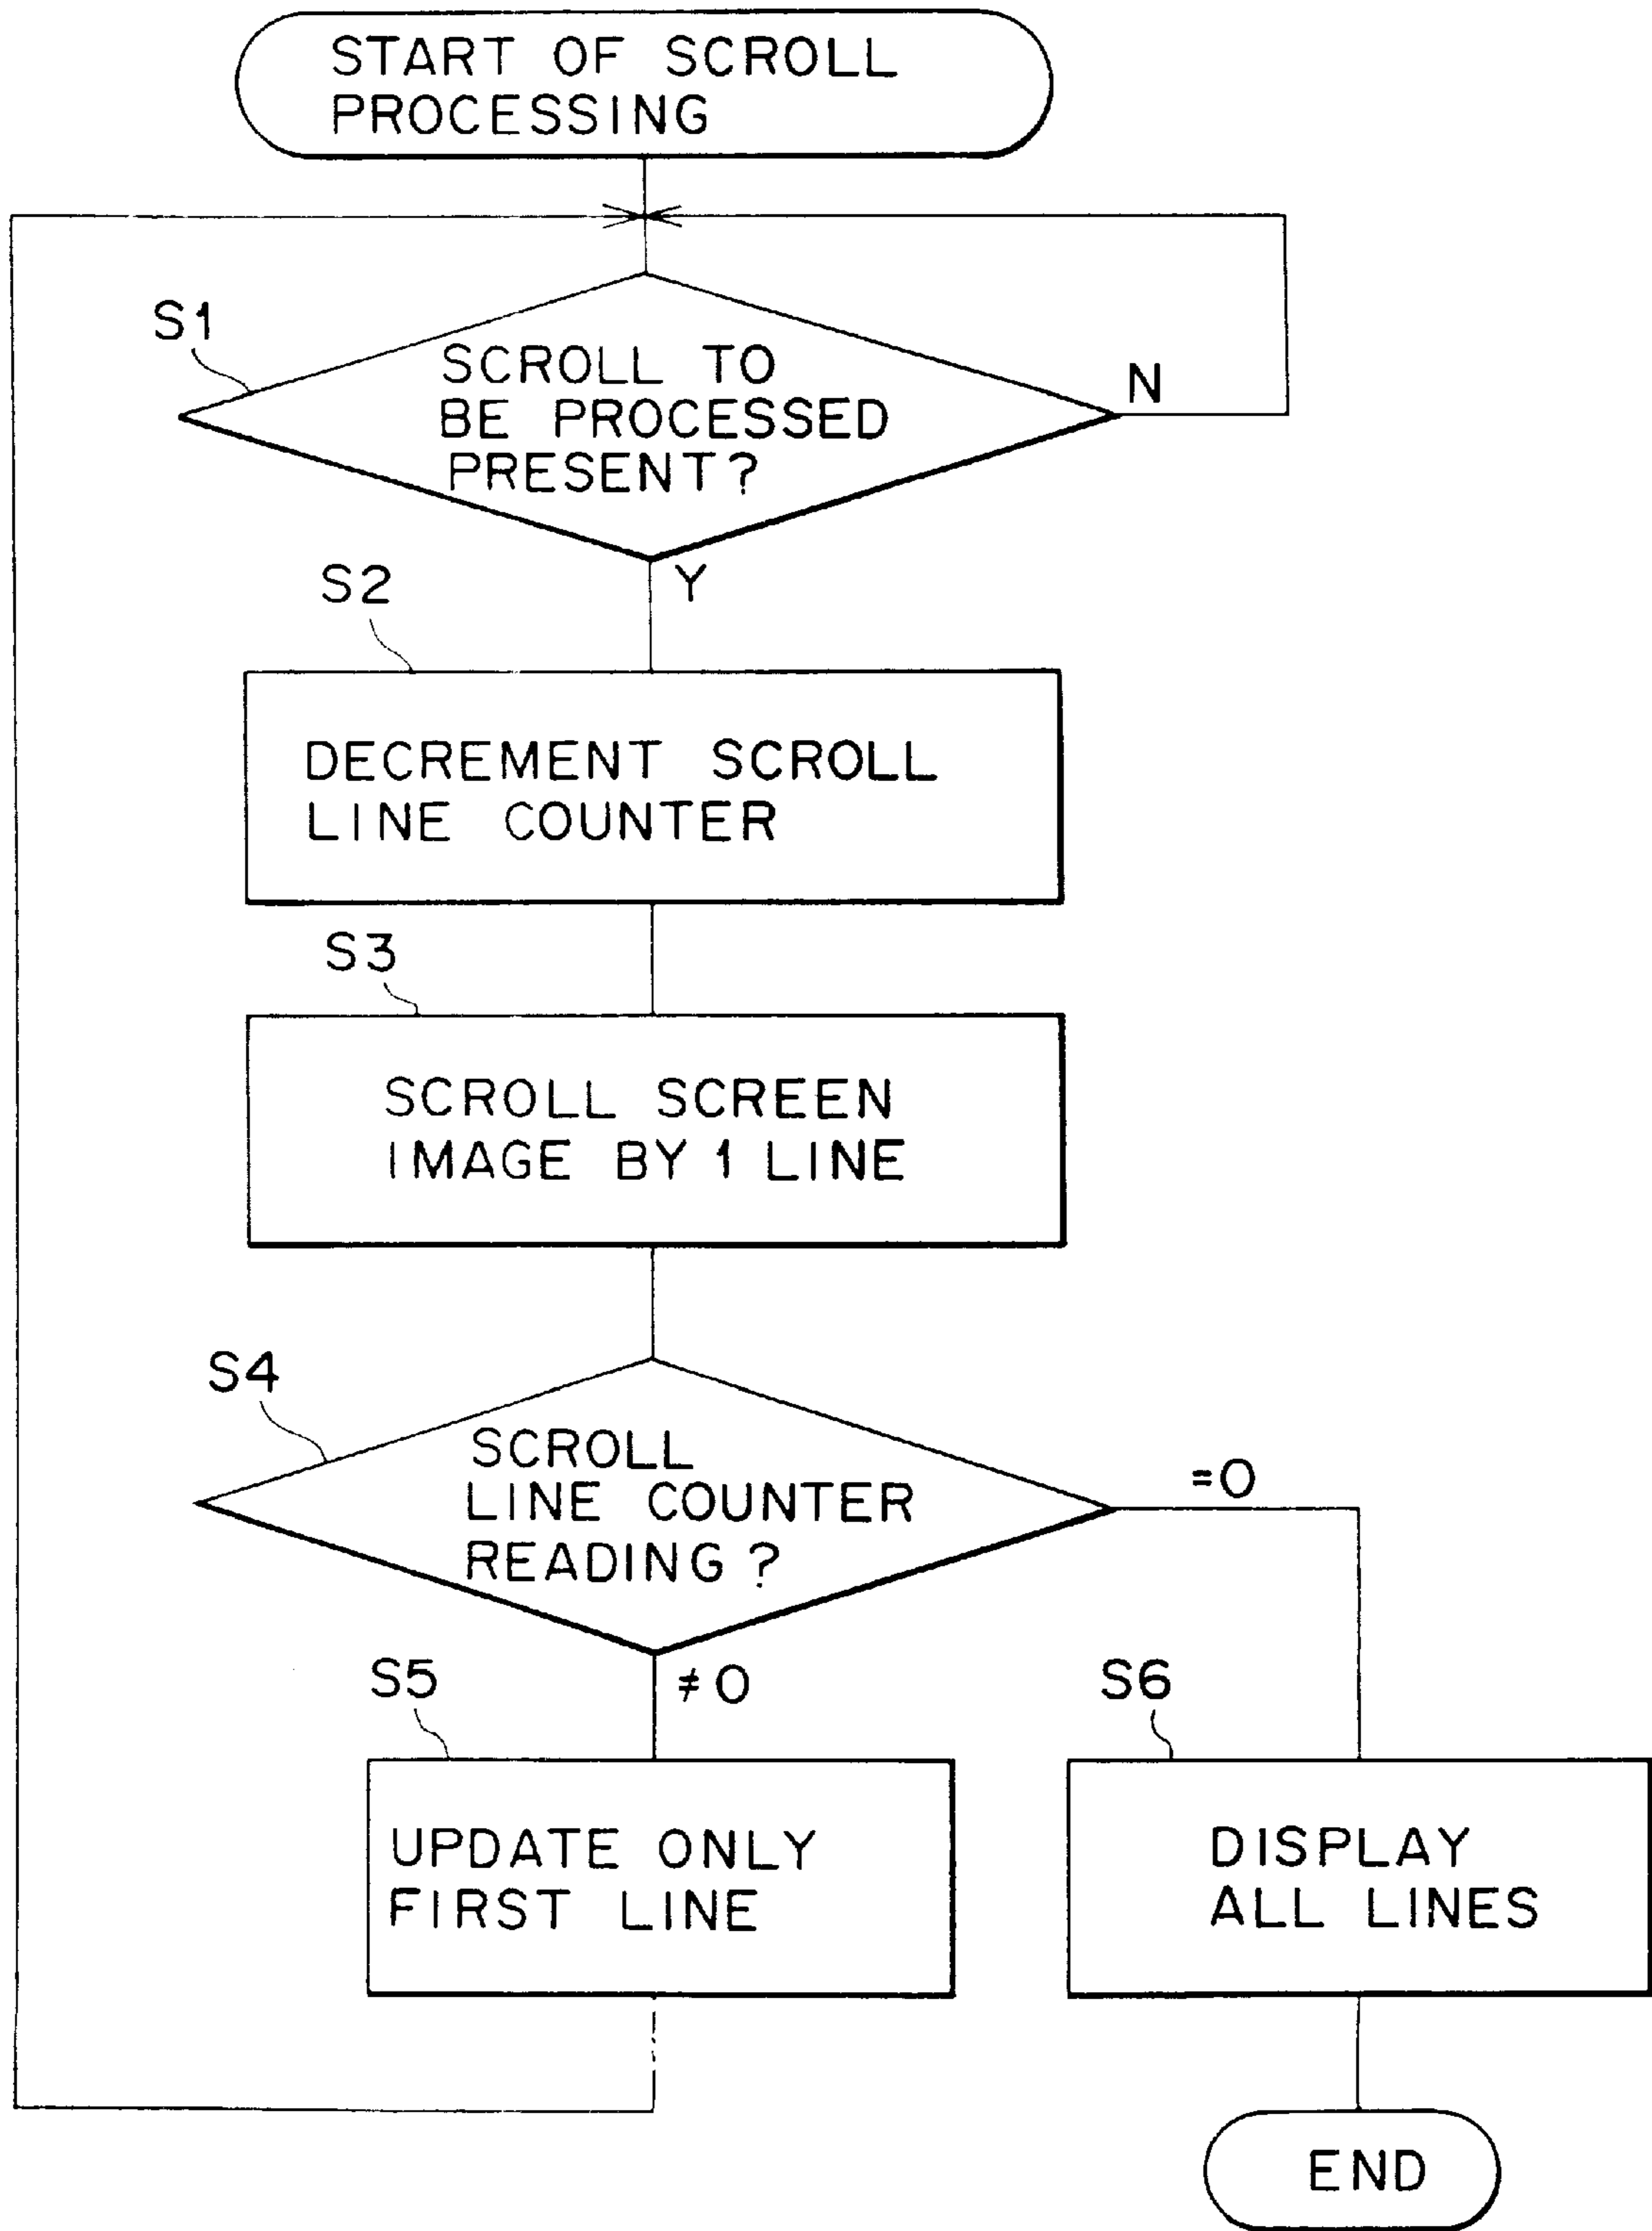 START OF SCROLL
PROCESSING
S1
SCROLL TO
BE PROCESSED
PRESENT?
N
Y
S2
DECREMENT SCROLL
LINE COUNTER
S3
SCROLL SCREEN
IMAGE BY 1 LINE
S4
SCROLL
LINE COUNTER
READING?
=0
≠0
S5
UPDATE ONLY
FIRST LINE
S6
DISPLAY
ALL LINES
END